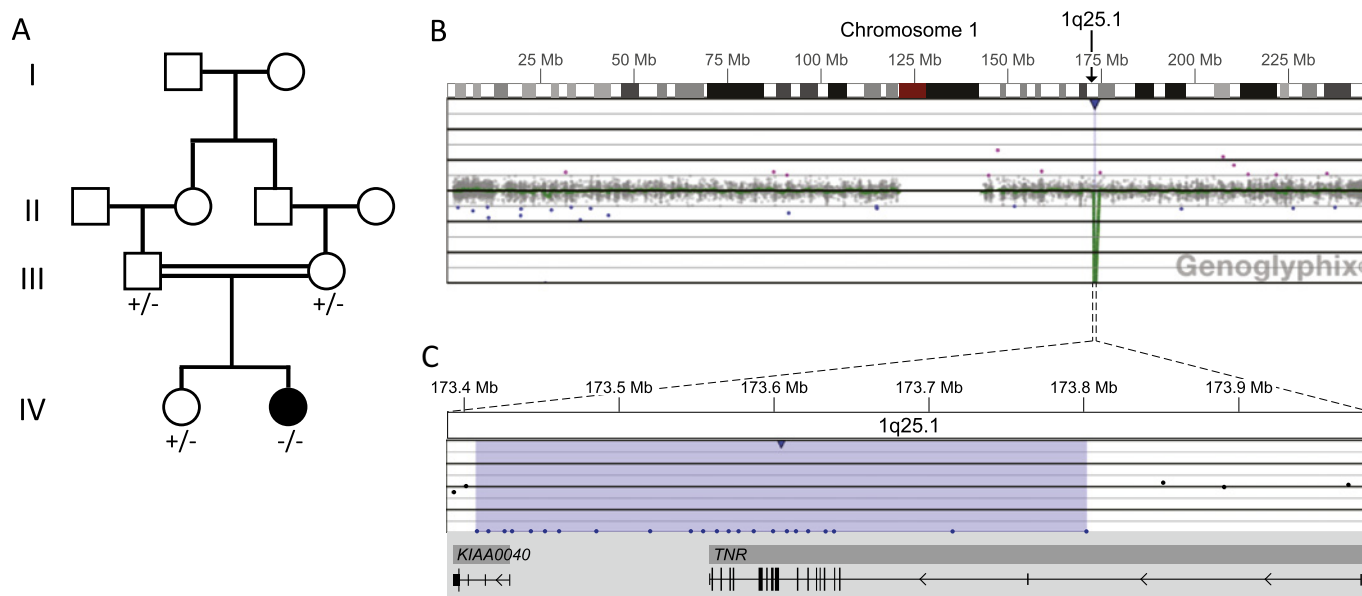 A
I
II
III
+/-
+/-
IV
+/-
-/-
B
Chromosome 1
1q25.1
25 Mb 50 Mb 75 Mb 100 Mb 125 Mb 150 Mb 175 Mb 200 Mb 225 Mb
Genoglyphix
C
173.4 Mb 173.5 Mb 173.6 Mb 173.7 Mb 173.8 Mb 173.9 Mb
1q25.1
KIAA0040 TNR